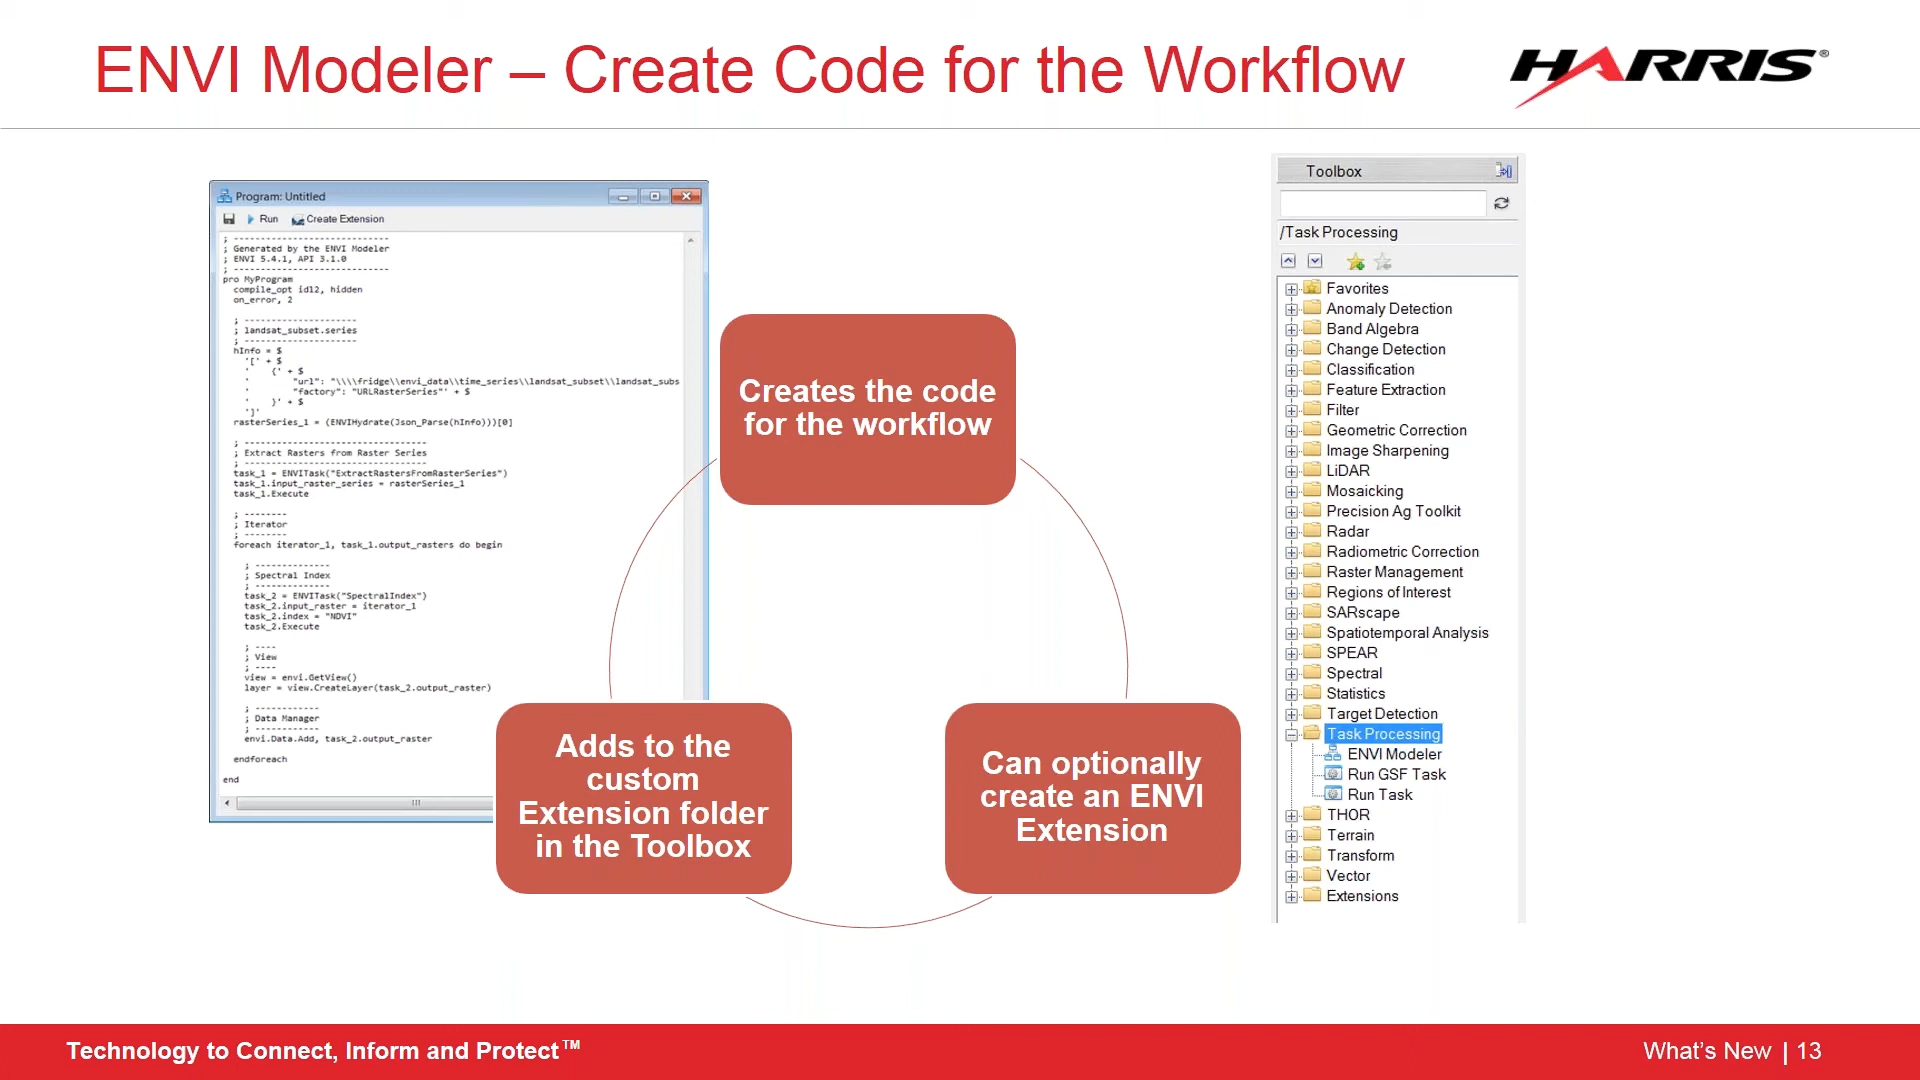 ENVI Modeler – Create Code for the Workflow
HARRIS®
Program: Untitled
Run
Create Extension
; -----------------------------
; Generated by the ENVI Modeler
; ENVI 5.4.1, API 3.1.0
; -----------------------------
pro MyProgram
compile_opt idl2, hidden
on_error, 2
; ---------------------
; landsat_subset.series
; ---------------------
hInfo = $
'[' + $
'    {' + $
'        "url": "\\\\fridge\\envi_data\\time_series\\landsat_subset\\landsat_subs
'        "factory": "URLRasterSeries"' + $
'    }' + $
']'
rasterSeries_1 = (ENVIHydrate(Json_Parse(hInfo)))[0]
; ----------------------------------
; Extract Rasters from Raster Series
; ----------------------------------
task_1 = ENVITask("ExtractRastersFromRasterSeries")
task_1.input_raster_series = rasterSeries_1
task_1.Execute
; --------
; Iterator
; --------
foreach iterator_1, task_1.output_rasters do begin
; --------------
; Spectral Index
; --------------
task_2 = ENVITask("SpectralIndex")
task_2.input_raster = iterator_1
task_2.index = "NDVI"
task_2.Execute
; ----
; View
; ----
view = envi.GetView()
layer = view.CreateLayer(task_2.output_raster)
; ------------
; Data Manager
; ------------
envi.Data.Add, task_2.output_raster
endforeach
end
Creates the code
for the workflow
Adds to the
custom
Extension folder
in the Toolbox
Can optionally
create an ENVI
Extension
Toolbox
/Task Processing
Favorites
Anomaly Detection
Band Algebra
Change Detection
Classification
Feature Extraction
Filter
Geometric Correction
Image Sharpening
LiDAR
Mosaicking
Precision Ag Toolkit
Radar
Radiometric Correction
Raster Management
Regions of Interest
SARscape
Spatiotemporal Analysis
SPEAR
Spectral
Statistics
Target Detection
Task Processing
ENVI Modeler
Run GSF Task
Run Task
THOR
Terrain
Transform
Vector
Extensions
Technology to Connect, Inform and Protect™
What's New | 13